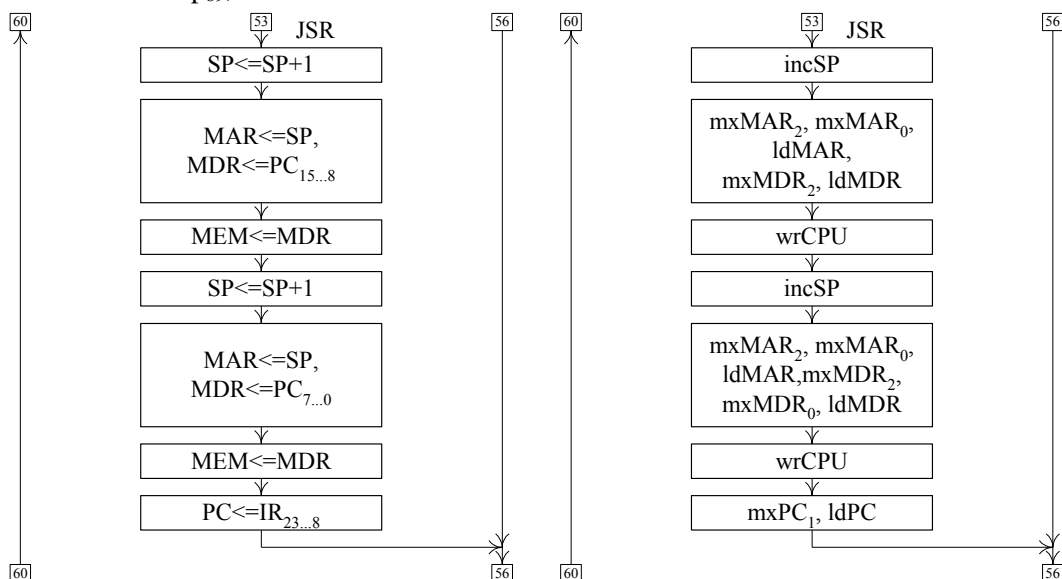 60
53
JSR
56
SP<=SP+1
MAR<=SP,
MDR<=PC15...8
MEM<=MDR
SP<=SP+1
MAR<=SP,
MDR<=PC7...0
MEM<=MDR
PC<=IR23...8
60
56
60
53
JSR
56
incSP
mxMAR2, mxMAR0,
ldMAR,
mxMDR2, ldMDR
wrCPU
incSP
mxMAR2, mxMAR0,
ldMAR,mxMDR2,
mxMDR0, ldMDR
wrCPU
mxPC1, ldPC
60
56